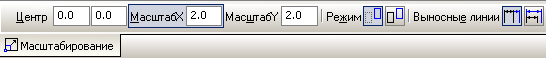 Центр 0.0 0.0 МасштабX 2.0 МасштабY 2.0 Режим Выносные линии
Масштабирование